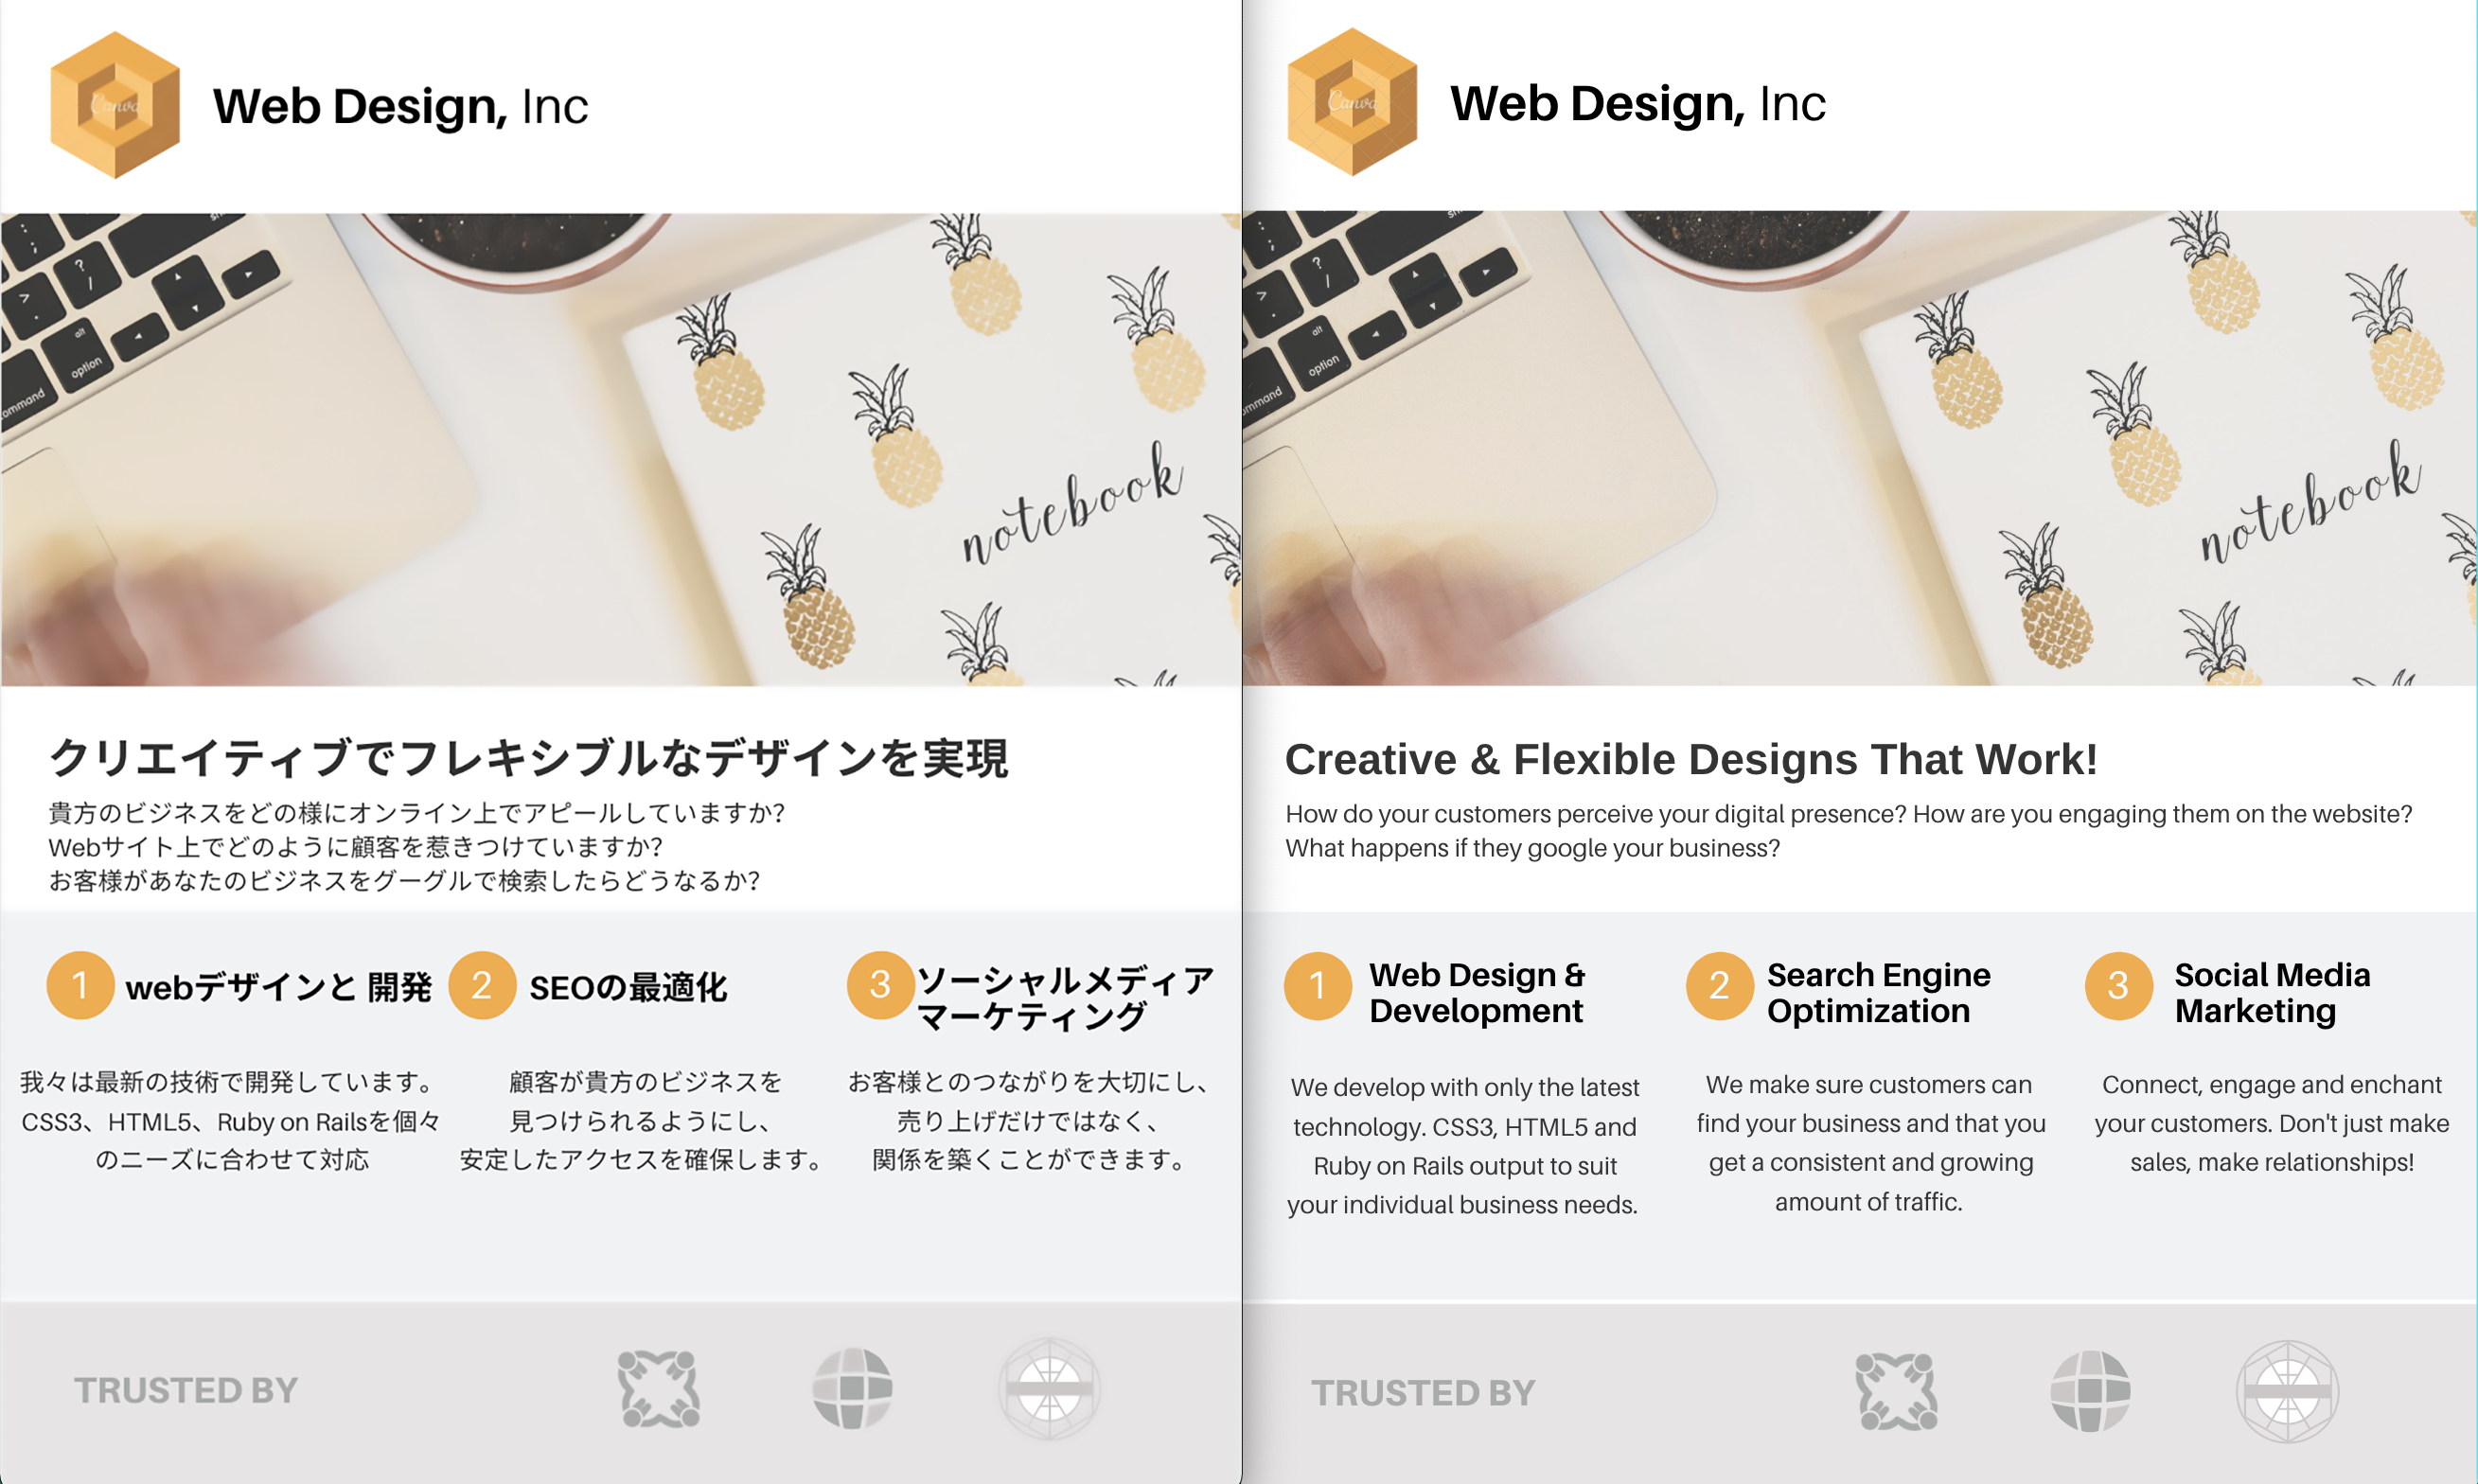 Canva
Web Design, Inc
?
/
>
.
alt
option
ommand
notebook
クリエイティブでフレキシブルなデザインを実現
貴方のビジネスをどの様にオンライン上でアピールしていますか?
Webサイト上でどのように顧客を惹きつけていますか?
お客様があなたのビジネスをグーグルで検索したらどうなるか?
1 webデザインと 開発
我々は最新の技術で開発しています。
CSS3、HTML5、Ruby on Railsを個々
のニーズに合わせて対応
2 SEOの最適化
顧客が貴方のビジネスを
見つけられるようにし、
安定したアクセスを確保します。
3 ソーシャルメディア
マーケティング
お客様とのつながりを大切にし、
売り上げだけではなく、
関係を築くことができます。
TRUSTED BY
Canva
Web Design, Inc
?
/
>
.
alt
option
ommand
notebook
Creative & Flexible Designs That Work!
How do your customers perceive your digital presence? How are you engaging them on the website?
What happens if they google your business?
1 Web Design &
Development
We develop with only the latest
technology. CSS3, HTML5 and
Ruby on Rails output to suit
your individual business needs.
2 Search Engine
Optimization
We make sure customers can
find your business and that you
get a consistent and growing
amount of traffic.
3 Social Media
Marketing
Connect, engage and enchant
your customers. Don't just make
sales, make relationships!
TRUSTED BY